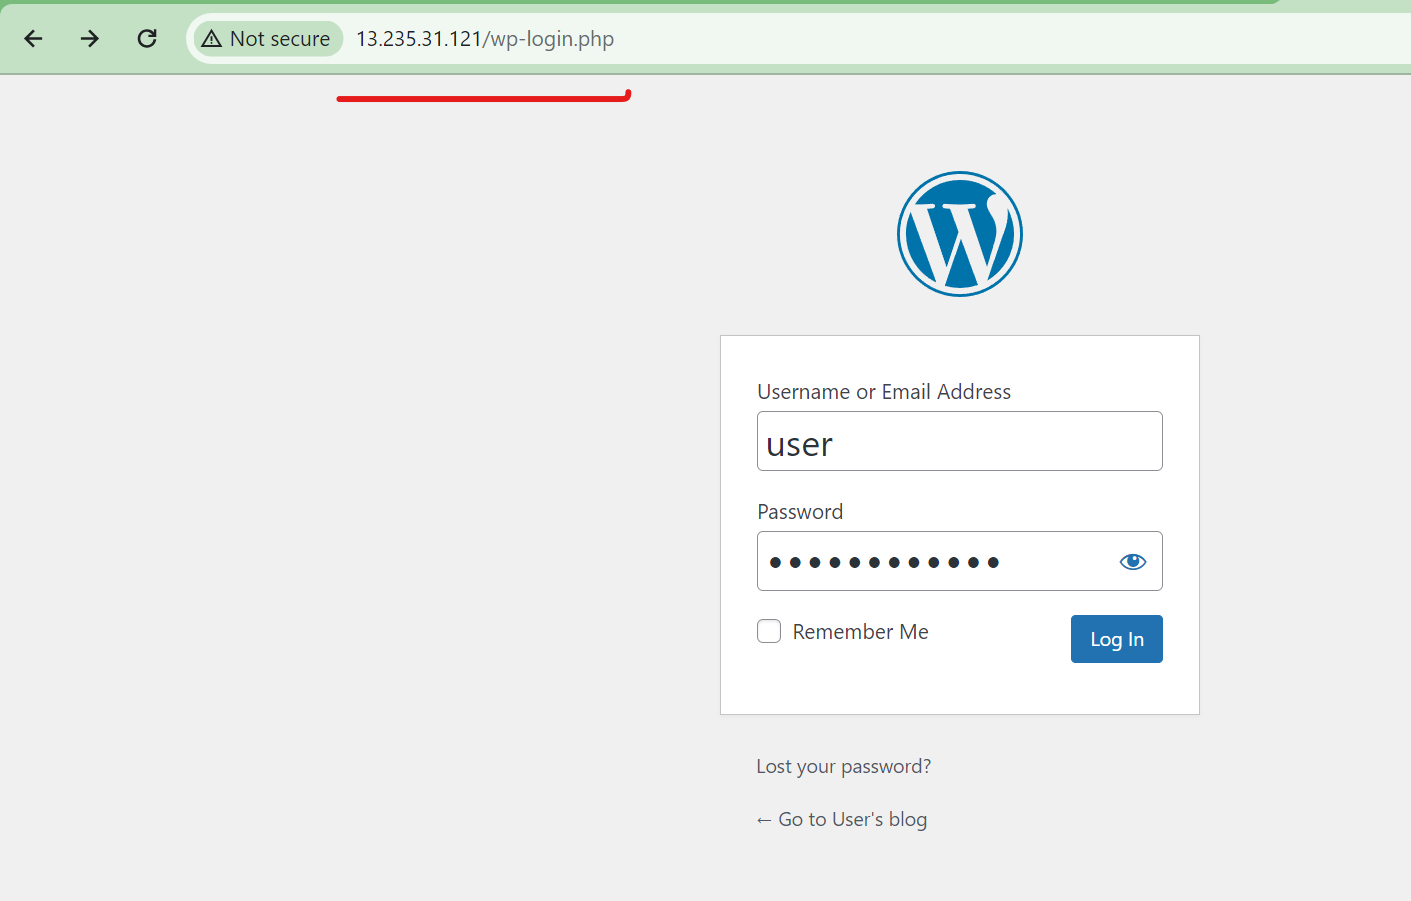 Not secure 13.235.31.121/wp-login.php
W
Username or Email Address
user
Password
••••••••••••
Remember Me
Log In
Lost your password?
← Go to User's blog